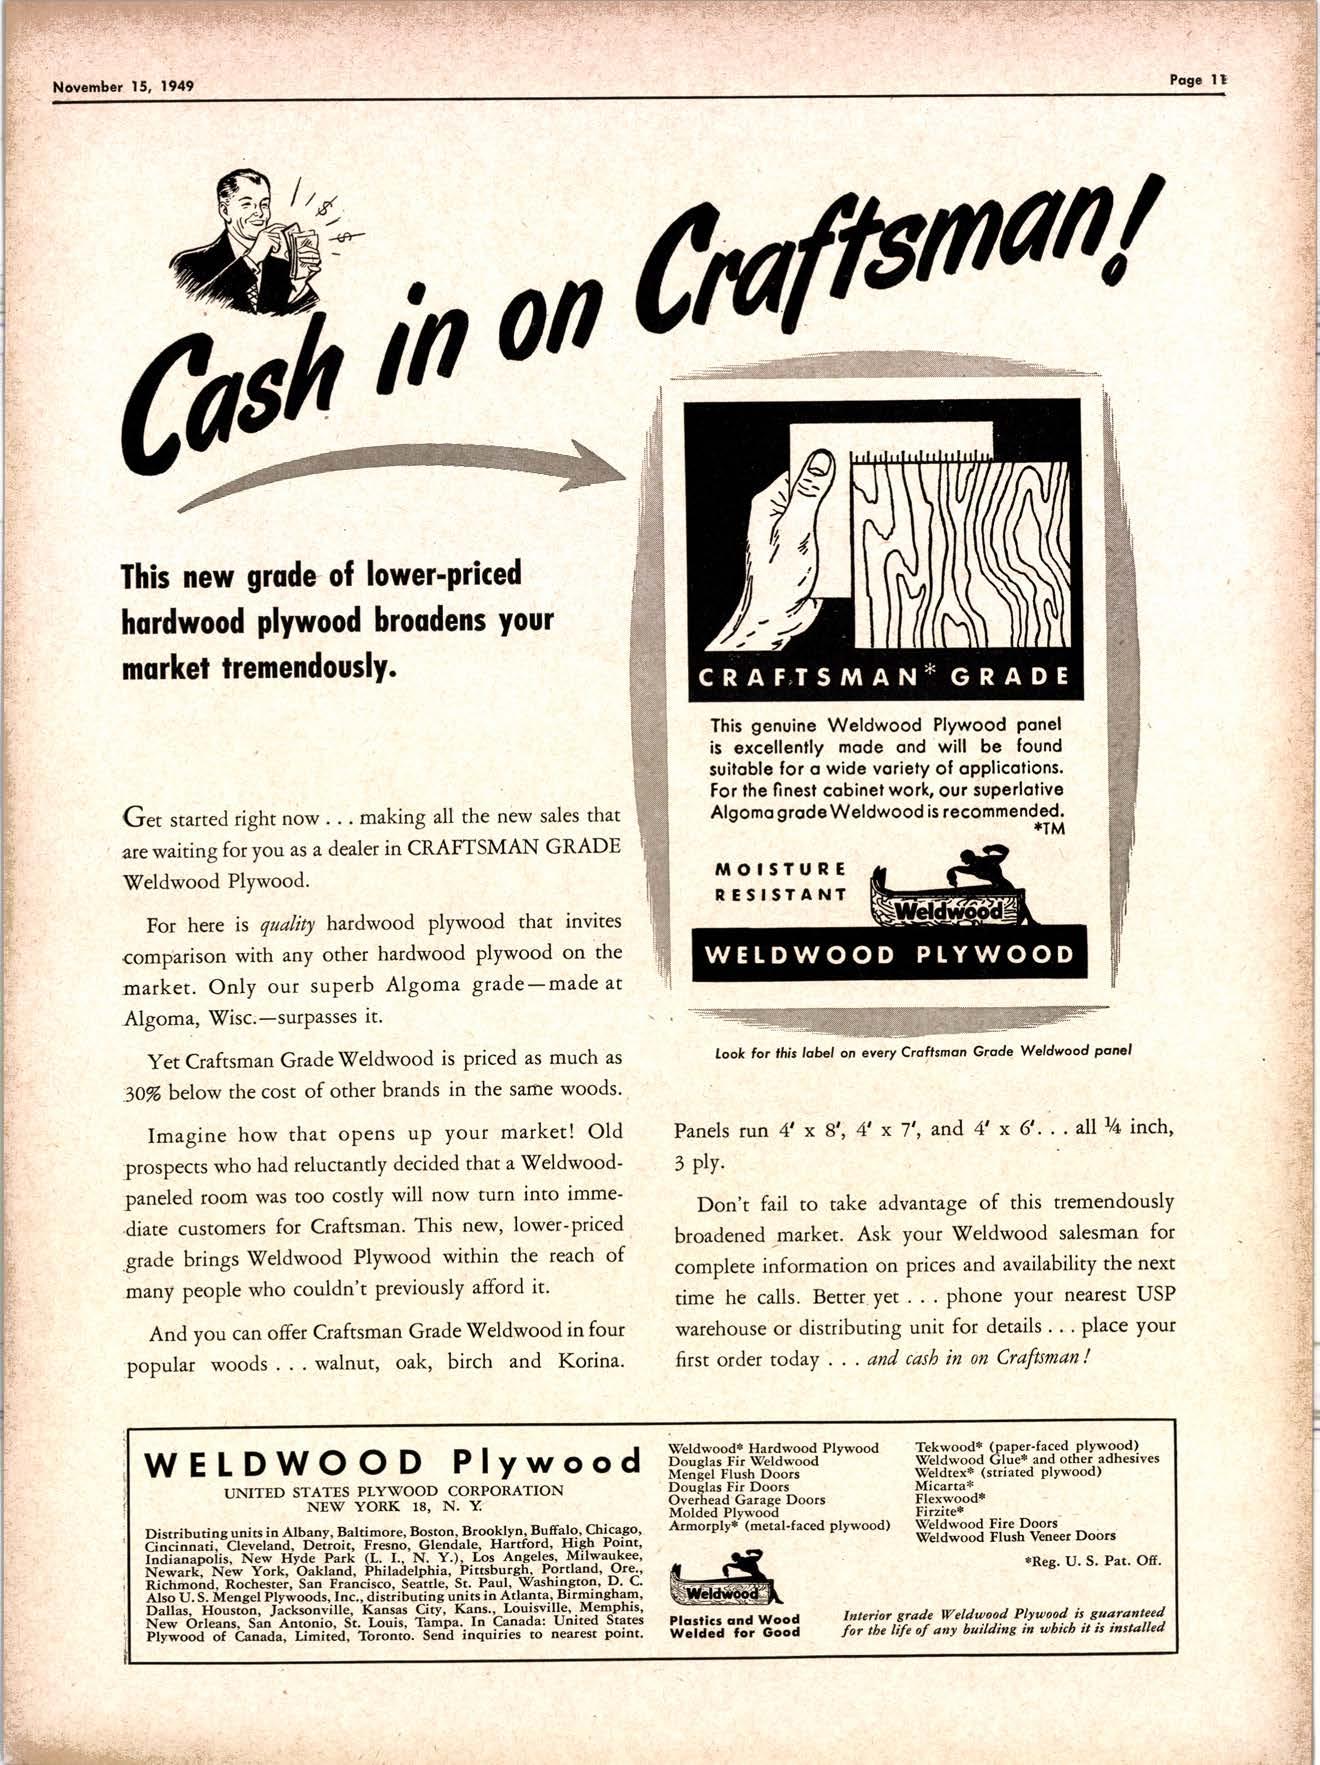 November 15, 1949
Page 11
Cash in on Craftsman!
This new grade of lower-priced
hardwood plywood broadens your
market tremendously.
Get started right now . . . making all the new sales that
are waiting for you as a dealer in CRAFTSMAN GRADE
Weldwood Plywood.
For here is quality hardwood plywood that invites
comparison with any other hardwood plywood on the
market. Only our superb Algoma grade—made at
Algoma, Wisc.—surpasses it.
Yet Craftsman Grade Weldwood is priced as much as
30% below the cost of other brands in the same woods.
Imagine how that opens up your market! Old
prospects who had reluctantly decided that a Weldwood-
paneled room was too costly will now turn into imme-
diate customers for Craftsman. This new, lower-priced
grade brings Weldwood Plywood within the reach of
many people who couldn't previously afford it.
And you can offer Craftsman Grade Weldwood in four
popular woods . . . walnut, oak, birch and Korina.
CRAFTSMAN* GRADE
This genuine Weldwood Plywood panel
is excellently made and will be found
suitable for a wide variety of applications.
For the finest cabinet work, our superlative
Algoma grade Weldwood is recommended.
*TM
MOISTURE
RESISTANT
Weldwood
WELDWOOD PLYWOOD
Look for this label on every Craftsman Grade Weldwood panel
Panels run 4' x 8', 4' x 7', and 4' x 6'. . . all ¼ inch,
3 ply.
Don't fail to take advantage of this tremendously
broadened market. Ask your Weldwood salesman for
complete information on prices and availability the next
time he calls. Better yet . . . phone your nearest USP
warehouse or distributing unit for details . . . place your
first order today . . . and cash in on Craftsman!
WELDWOOD Plywood
UNITED STATES PLYWOOD CORPORATION
NEW YORK 18, N. Y.
Distributing units in Albany, Baltimore, Boston, Brooklyn, Buffalo, Chicago,
Cincinnati, Cleveland, Detroit, Fresno, Glendale, Hartford, High Point,
Indianapolis, New Hyde Park (L. I., N. Y.), Los Angeles, Milwaukee,
Newark, New York, Oakland, Philadelphia, Pittsburgh, Portland, Ore.,
Richmond, Rochester, San Francisco, Seattle, St. Paul, Washington, D. C.
Also U. S. Mengel Plywoods, Inc., distributing units in Atlanta, Birmingham,
Dallas, Houston, Jacksonville, Kansas City, Kans., Louisville, Memphis,
New Orleans, San Antonio, St. Louis, Tampa. In Canada: United States
Plywood of Canada, Limited, Toronto. Send inquiries to nearest point.
Weldwood* Hardwood Plywood
Douglas Fir Weldwood
Mengel Flush Doors
Douglas Fir Doors
Overhead Garage Doors
Molded Plywood
Armorply* (metal-faced plywood)
Weldwood
Plastics and Wood
Welded for Good
Tekwood* (paper-faced plywood)
Weldwood Glue* and other adhesives
Weldtex* (striated plywood)
Micarta*
Flexwood*
Firzite*
Weldwood Fire Doors
Weldwood Flush Veneer Doors
*Reg. U. S. Pat. Off.
Interior grade Weldwood Plywood is guaranteed
for the life of any building in which it is installed